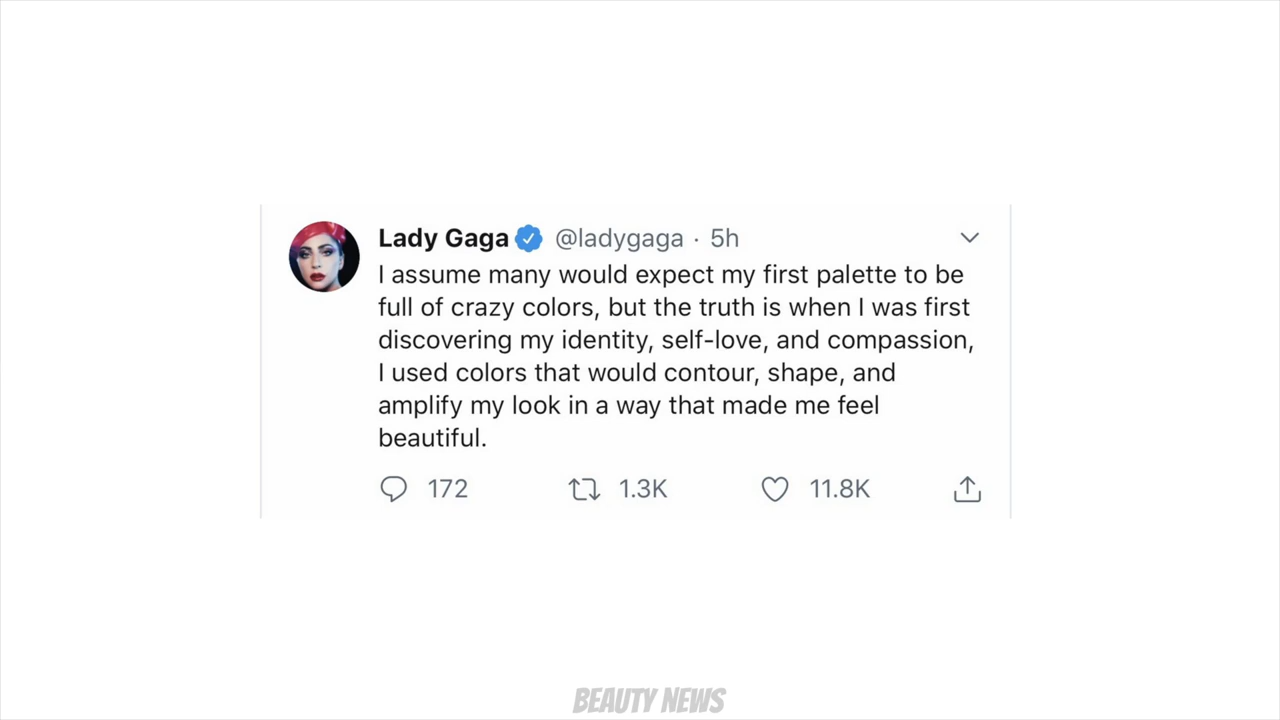 Lady Gaga @ladygaga · 5h
I assume many would expect my first palette to be
full of crazy colors, but the truth is when I was first
discovering my identity, self-love, and compassion,
I used colors that would contour, shape, and
amplify my look in a way that made me feel
beautiful.
172 1.3K 11.8K
BEAUTY NEWS